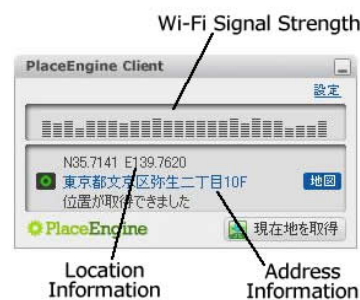 Wi-Fi Signal Strength
PlaceEngine Client
設定
N35.7141 E139.7620
東京都文京区弥生二丁目10F
地図
位置が取得できました
PlaceEngine
現在地を取得
Location
Information
Address
Information